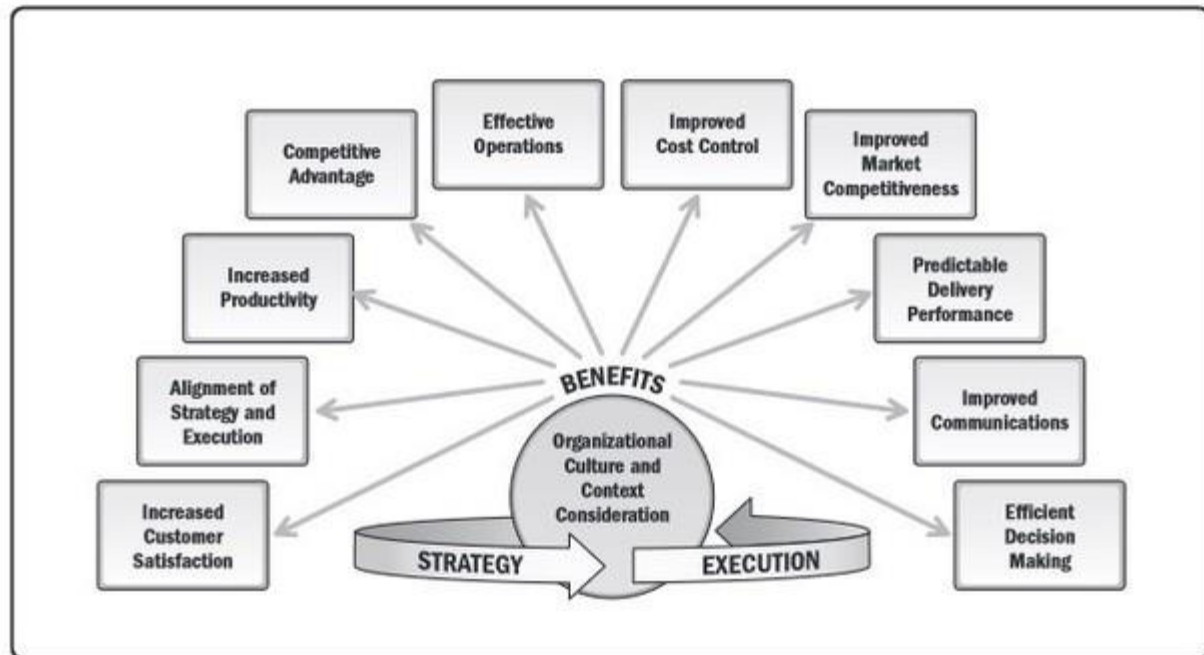 Effective
Operations
Improved
Cost Control
Competitive
Advantage
Improved
Market
Competitiveness
Increased
Productivity
Predictable
Delivery
Performance
Alignment of
Strategy and
Execution
BENEFITS
Improved
Communications
Organizational
Culture and
Context
Consideration
Increased
Customer
Satisfaction
STRATEGY
EXECUTION
Efficient
Decision
Making